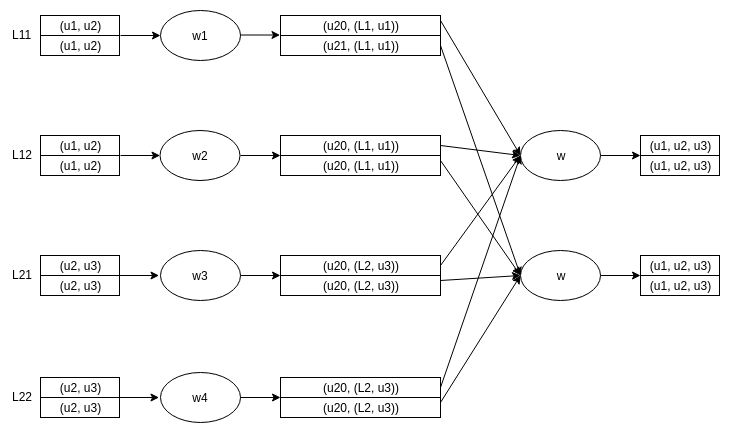 L11
(u1, u2)
(u1, u2)
w1
(u20, (L1, u1))
(u21, (L1, u1))
L12
(u1, u2)
(u1, u2)
w2
(u20, (L1, u1))
(u20, (L1, u1))
w
(u1, u2, u3)
(u1, u2, u3)
L21
(u2, u3)
(u2, u3)
w3
(u20, (L2, u3))
(u20, (L2, u3))
w
(u1, u2, u3)
(u1, u2, u3)
L22
(u2, u3)
(u2, u3)
w4
(u20, (L2, u3))
(u20, (L2, u3))